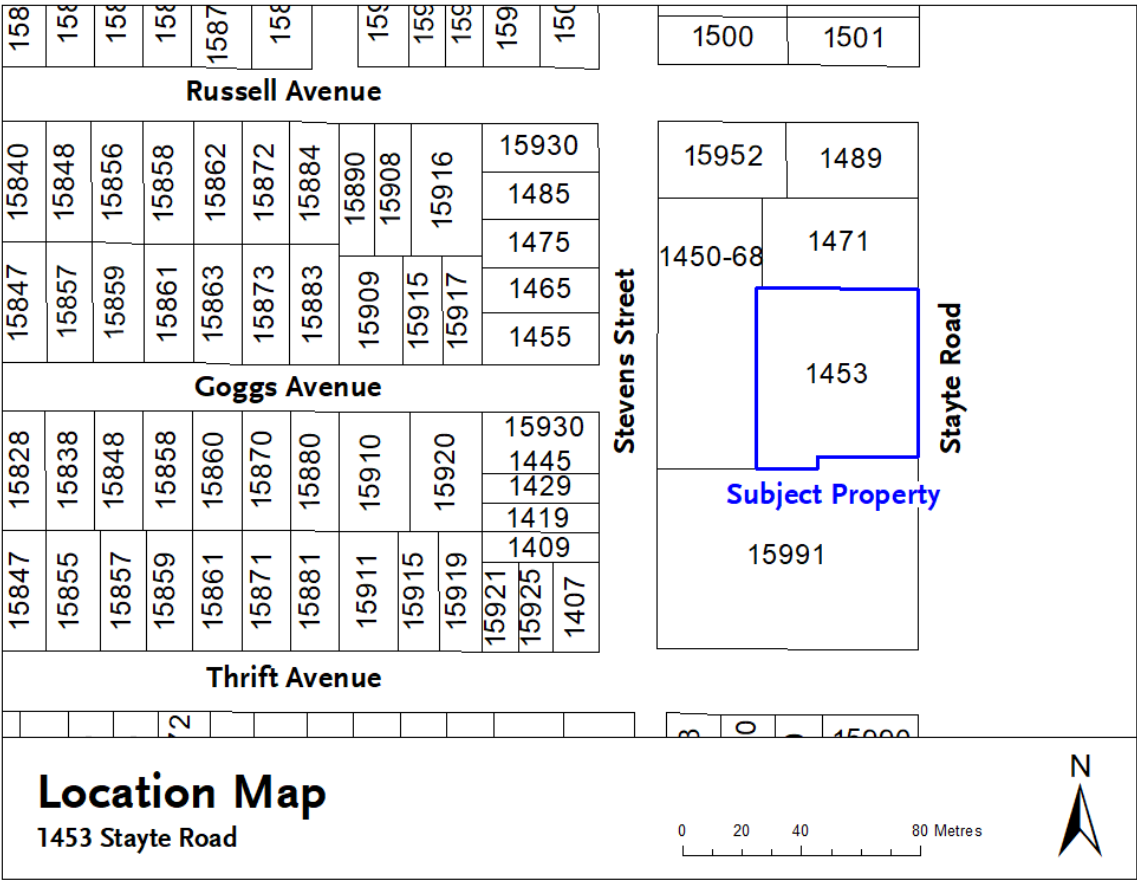 1500 1501
Russell Avenue
15840 15848 15856 15858 15862 15872 15884 15890 15908 15916 15930 15952 1489
1485
1475 1450-68 1471
15847 15857 15859 15861 15863 15873 15883 15909 15915 15917 1465
1455
Stevens Street
1453
Stayte Road
Goggs Avenue
15828 15838 15848 15858 15860 15870 15880 15910 15920 15930
1445
1429
Subject Property
1419
1409
15991
15847 15855 15857 15859 15861 15871 15881 15911 15915 15919 15921 15925 1407
Thrift Avenue
Location Map
1453 Stayte Road
0 20 40 80 Metres
N